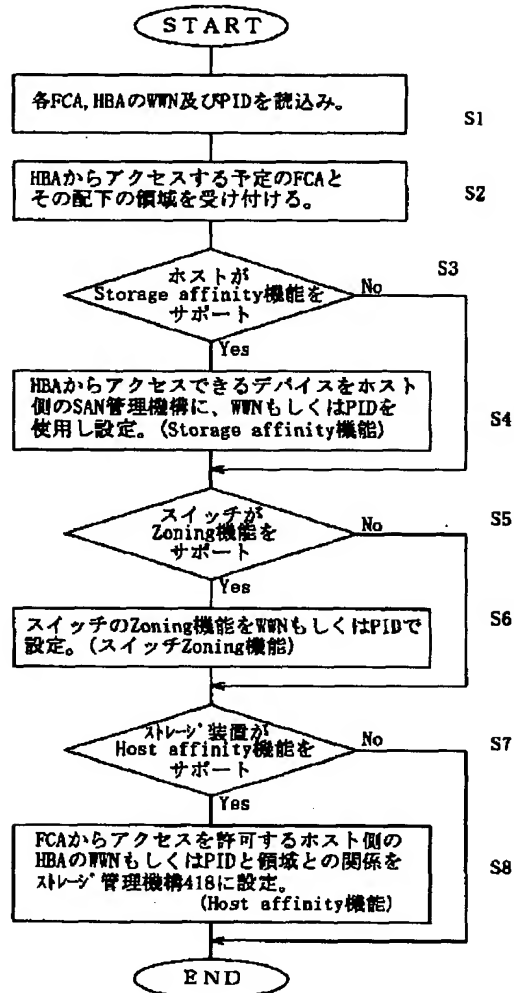 START
各FCA,HBAのWWN及びPIDを読込み。
S1
HBAからアクセスする予定のFCAと
その配下の領域を受け付ける。
S2
ホストが
Storage affinity機能を
サポート
No
S3
Yes
HBAからアクセスできるデバイスをホスト
側のSAN管理機構に、WWNもしくはPIDを
使用し設定。(Storage affinity機能)
S4
スイッチが
Zoning機能を
サポート
No
S5
Yes
スイッチのZoning機能をWWNもしくはPIDで
設定。(スイッチZoning機能)
S6
ストレージ装置が
Host affinity機能を
サポート
No
S7
Yes
FCAからアクセスを許可するホスト側の
HBAのWWNもしくはPIDと領域との関係を
ストレージ管理機構418に設定。
(Host affinity機能)
S8
END